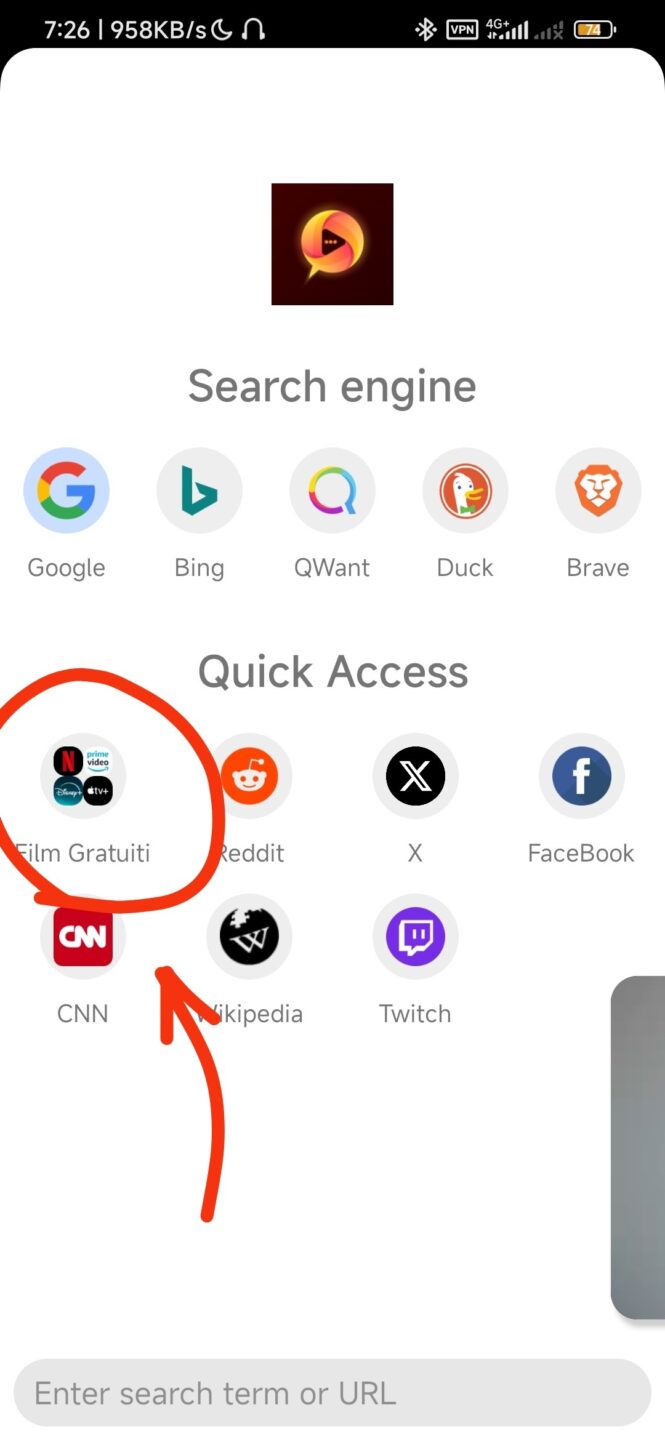 7:26 | 958KB/s VPN 4G+ 74
Search engine
Google Bing QWant Duck Brave
Quick Access
N prime video Disney+ tv+
Film Gratuiti Reddit X FaceBook
CNN W
CNN Wikipedia Twitch
Enter search term or URL